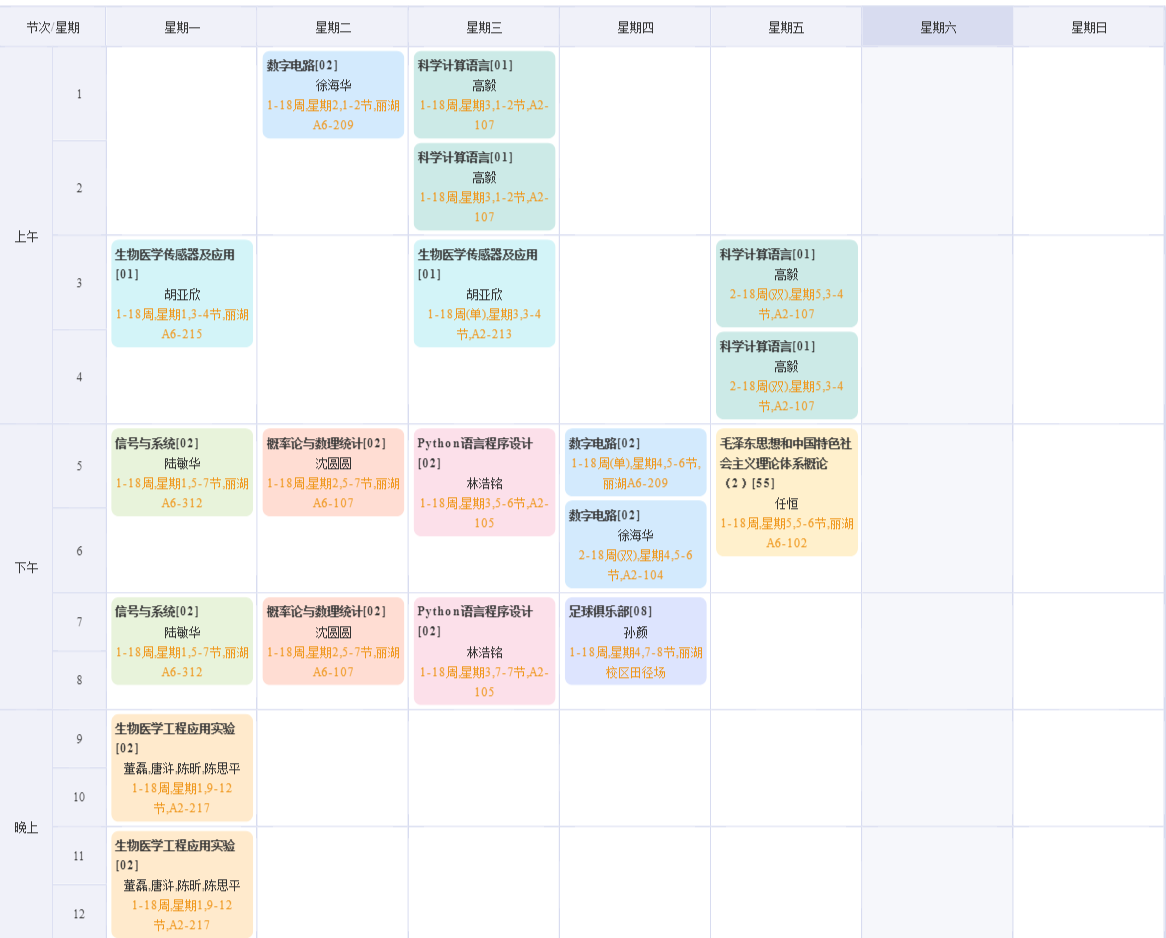 节次/星期
星期一
星期二
星期三
星期四
星期五
星期六
星期日
上午
1
数字电路[02]
徐海华
1-18周,星期2,1-2节,丽湖
A6-209
科学计算语言[01]
高毅
1-18周,星期3,1-2节,A2-
107
2
科学计算语言[01]
高毅
1-18周,星期3,1-2节,A2-
107
3
生物医学传感器及应用
[01]
胡亚欣
1-18周,星期1,3-4节,丽湖
A6-215
生物医学传感器及应用
[01]
胡亚欣
1-18周(单),星期3,3-4
节,A2-213
科学计算语言[01]
高毅
2-18周(双),星期5,3-4
节,A2-107
4
科学计算语言[01]
高毅
2-18周(双),星期5,3-4
节,A2-107
下午
5
信号与系统[02]
陆敏华
1-18周,星期1,5-7节,丽湖
A6-312
概率论与数理统计[02]
沈圆圆
1-18周,星期2,5-7节,丽湖
A6-107
Python语言程序设计
[02]
林浩铭
1-18周,星期3,5-6节,A2-
105
数字电路[02]
1-18周(单),星期4,5-6节,
丽湖A6-209
毛泽东思想和中国特色社
会主义理论体系概论
（2）[55]
任恒
1-18周,星期5,5-6节,丽湖
A6-102
6
数字电路[02]
徐海华
2-18周(双),星期4,5-6
节,A2-104
7
信号与系统[02]
陆敏华
1-18周,星期1,5-7节,丽湖
A6-312
概率论与数理统计[02]
沈圆圆
1-18周,星期2,5-7节,丽湖
A6-107
Python语言程序设计
[02]
林浩铭
1-18周,星期3,7-7节,A2-
105
足球俱乐部[08]
孙颜
1-18周,星期4,7-8节,丽湖
校区田径场
8
晚上
9
生物医学工程应用实验
[02]
董磊,唐浒,陈昕,陈思平
1-18周,星期1,9-12
节,A2-217
10
11
生物医学工程应用实验
[02]
董磊,唐浒,陈昕,陈思平
1-18周,星期1,9-12
节,A2-217
12